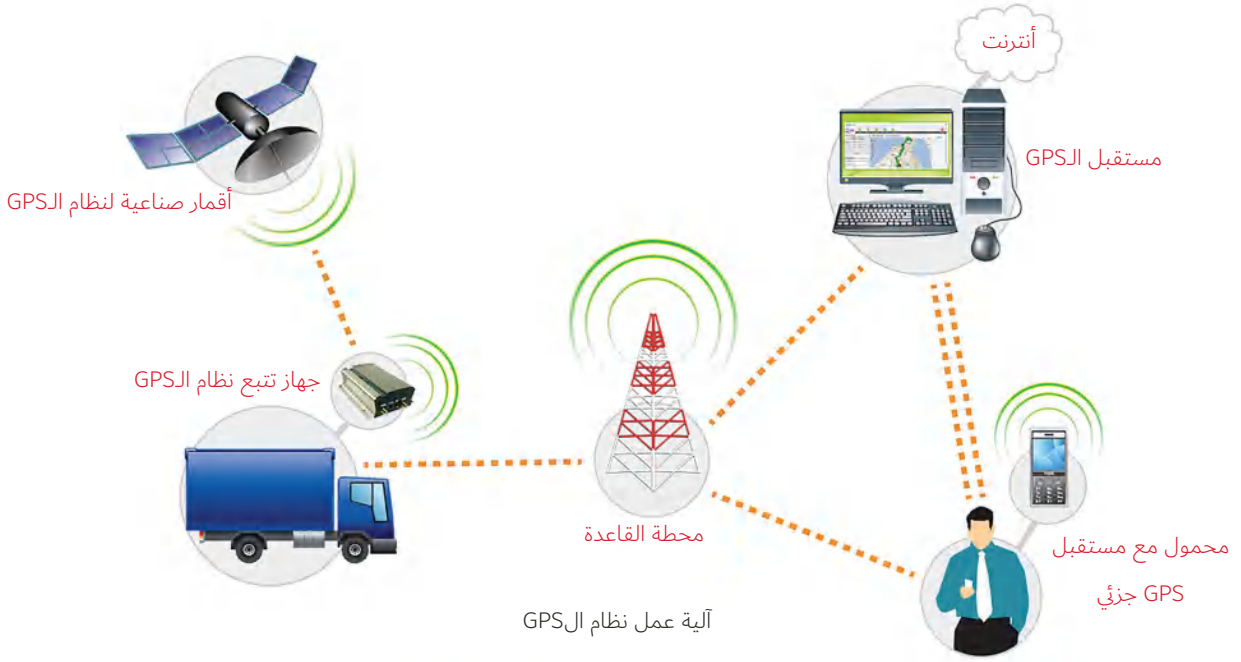 أنترنت
مستقبل الـGPS
أقمار صناعية لنظام الـGPS
جهاز تتبع نظام الـGPS
محطة القاعدة
محمول مع مستقبل
GPS جزئي
آلية عمل نظام الGPS